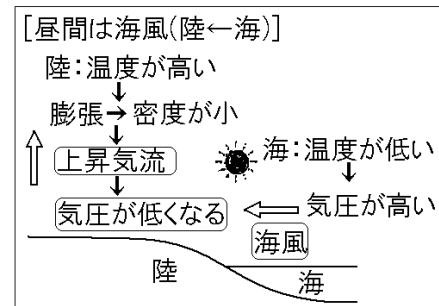 [昼間は海風(陸←海)]
陸:温度が高い
膨張→密度が小
上昇気流
海:温度が低い
気圧が低くなる
気圧が高い
海風
陸
海